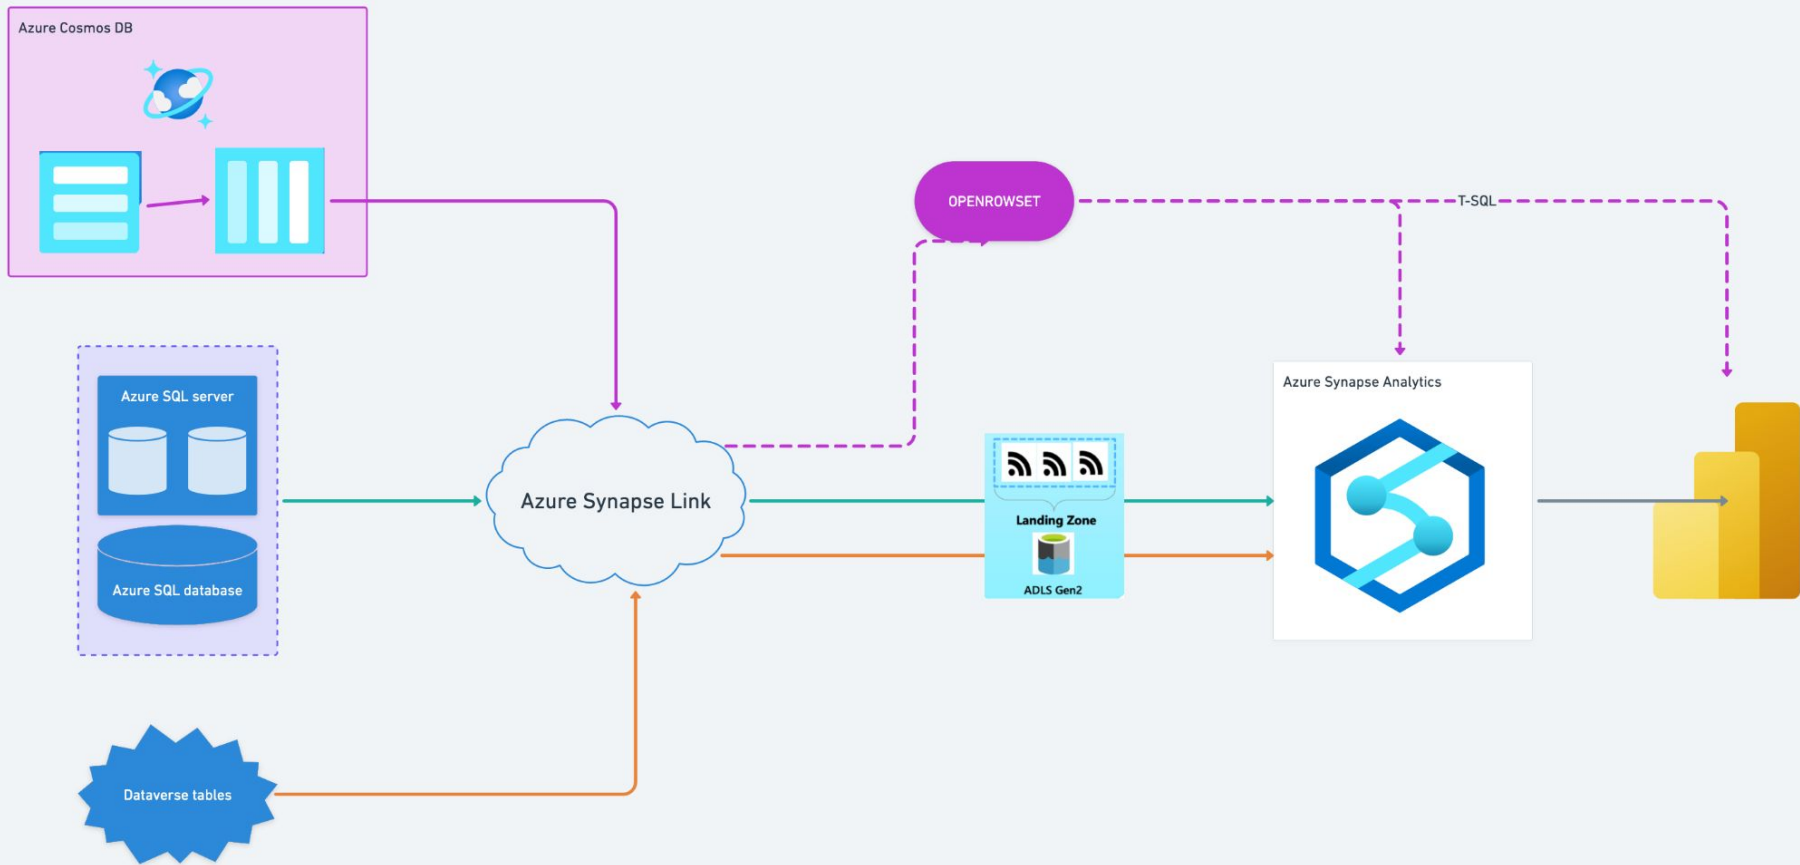 Azure Cosmos DB
OPENROWSET
T-SQL
Azure SQL server
Azure SQL database
Azure Synapse Link
Landing Zone
ADLS Gen2
Azure Synapse Analytics
Dataverse tables